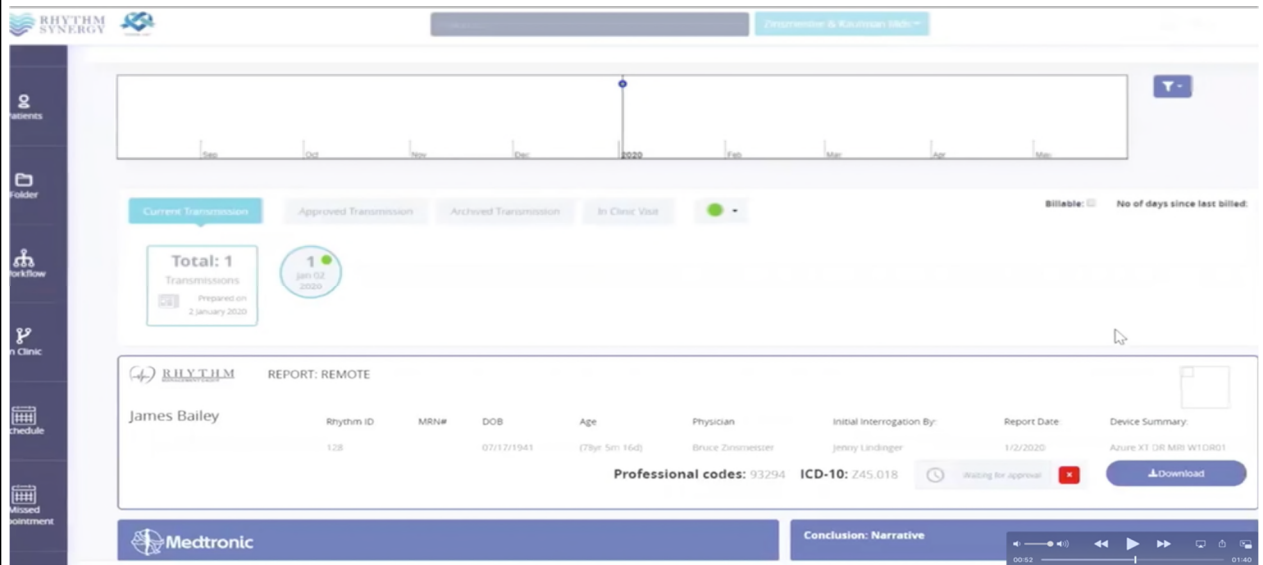 RHYTHM
SYNERGY
Zinsmeister & Kaufman
Sep Oct Nov Dec 2020 Feb Mar Apr May
atients
Folder
orkflow
n Clinic
chedule
Missed
pointment
Current Transmission Approved Transmission Archived Transmission In Clinic Visit
Billable: No of days since last billed:
Total: 1
Transmissions
Prepared on
2 January 2020
1
Jan 02
2020
RHYTHM
REPORT: REMOTE
James Bailey
Rhythm ID MRN# DOB Age Physician Initial Interrogation By: Report Date Device Summary:
128 07/17/1941 (78yr 5m 16d) Bruce Zinsmeister Jenny Lindinger 1/2/2020 Azure XT DR MRI W1DR01
Professional codes: 93294 ICD-10: Z45.018 Waiting for approval Download
Medtronic
Conclusion: Narrative
00:52 01:40